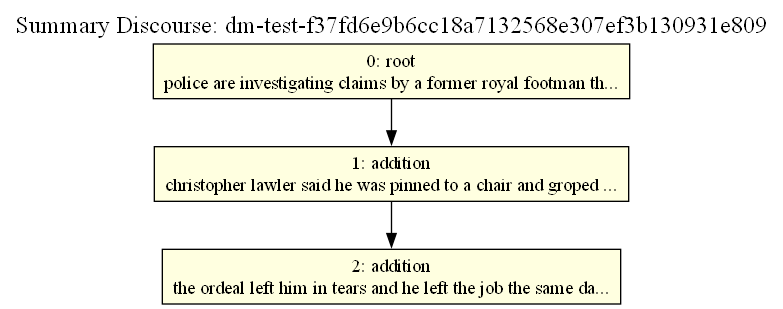 Summary Discourse: dm-test-f37fd6e9b6cc18a7132568e307ef3b130931e809
0: root
police are investigating claims by a former royal footman th...
1: addition
christopher lawler said he was pinned to a chair and groped ...
2: addition
the ordeal left him in tears and he left the job the same da...